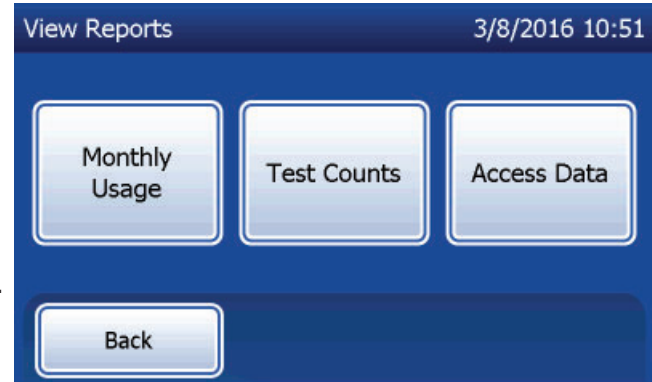 View Reports 3/8/2016 10:51
Monthly
Usage
Test Counts
Access Data
Back